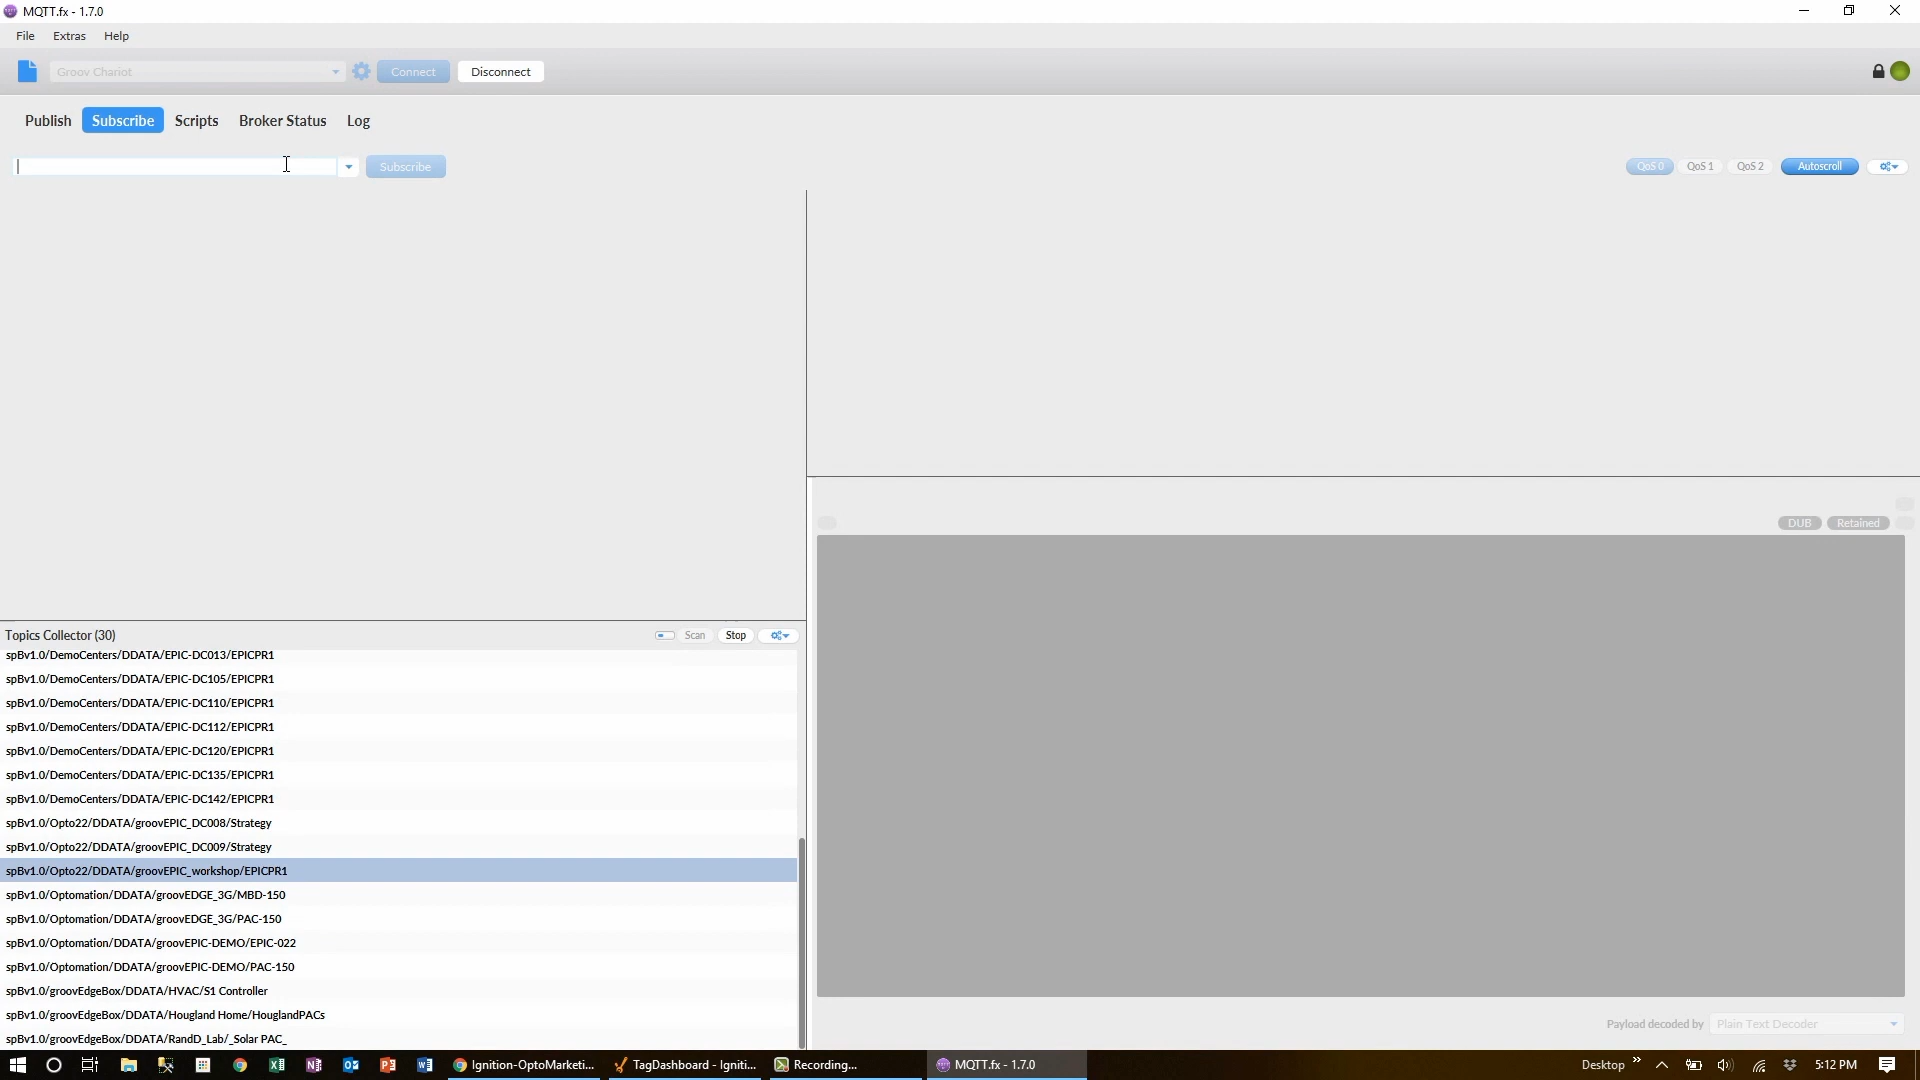 MQTT.fx - 1.7.0
File Extras Help
Groov Chariot Connect Disconnect
Publish Subscribe Scripts Broker Status Log
Subscribe QoS 0 QoS 1 QoS 2 Autoscroll
DUB Retained
Topics Collector (30) Scan Stop
spBv1.0/DemoCenters/DDATA/EPIC-DC013/EPICPR1
spBv1.0/DemoCenters/DDATA/EPIC-DC105/EPICPR1
spBv1.0/DemoCenters/DDATA/EPIC-DC110/EPICPR1
spBv1.0/DemoCenters/DDATA/EPIC-DC112/EPICPR1
spBv1.0/DemoCenters/DDATA/EPIC-DC120/EPICPR1
spBv1.0/DemoCenters/DDATA/EPIC-DC135/EPICPR1
spBv1.0/DemoCenters/DDATA/EPIC-DC142/EPICPR1
spBv1.0/Opto22/DDATA/groovEPIC_DC008/Strategy
spBv1.0/Opto22/DDATA/groovEPIC_DC009/Strategy
spBv1.0/Opto22/DDATA/groovEPIC_workshop/EPICPR1
spBv1.0/Optomation/DDATA/groovEDGE_3G/MBD-150
spBv1.0/Optomation/DDATA/groovEDGE_3G/PAC-150
spBv1.0/Optomation/DDATA/groovEPIC-DEMO/EPIC-022
spBv1.0/Optomation/DDATA/groovEPIC-DEMO/PAC-150
spBv1.0/groovEdgeBox/DDATA/HVAC/S1 Controller
spBv1.0/groovEdgeBox/DDATA/Hougland Home/HouglandPACs
spBv1.0/groovEdgeBox/DDATA/RandD_Lab/_Solar PAC_
Payload decoded by Plain Text Decoder
Ignition-OptoMarketi... TagDashboard - Igniti... Recording... MQTT.fx - 1.7.0 Desktop 5:12 PM